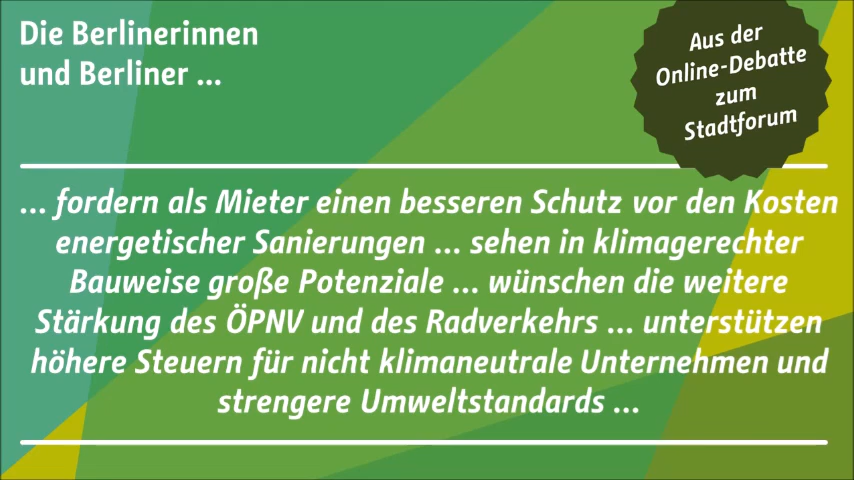 Die Berlinerinnen
und Berliner ...
Aus der
Online-Debatte
zum
Stadtforum
... fordern als Mieter einen besseren Schutz vor den Kosten
energetischer Sanierungen ... sehen in klimagerechter
Bauweise große Potenziale ... wünschen die weitere
Stärkung des ÖPNV und des Radverkehrs ... unterstützen
höhere Steuern für nicht klimaneutrale Unternehmen und
strengere Umweltstandards ...